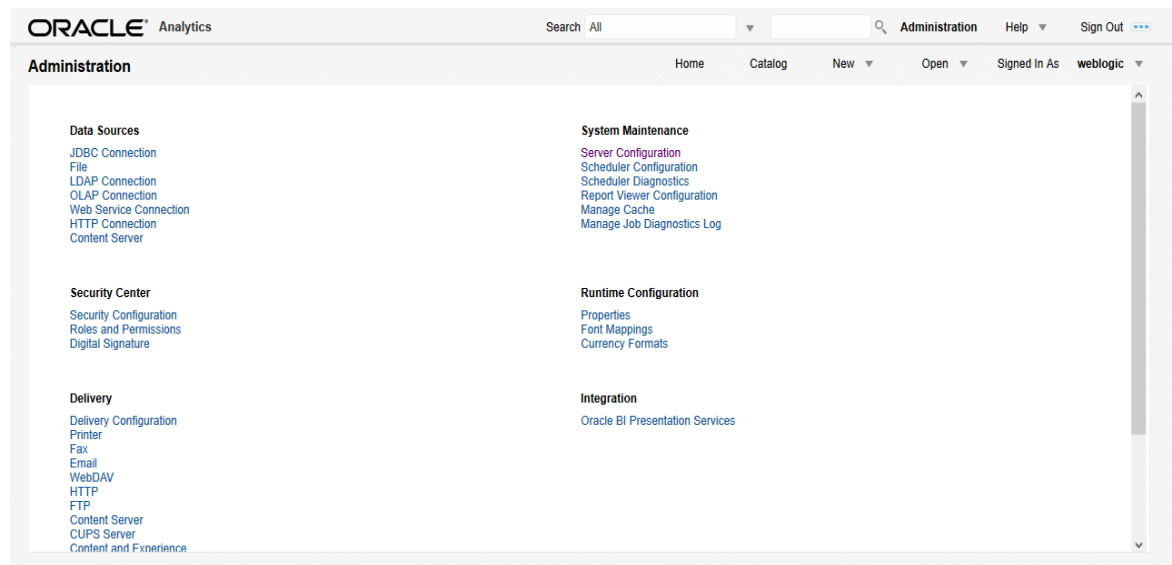 ORACLE® Analytics Search All Administration Help Sign Out
Administration Home Catalog New Open Signed In As weblogic
Data Sources
JDBC Connection
File
LDAP Connection
OLAP Connection
Web Service Connection
HTTP Connection
Content Server
System Maintenance
Server Configuration
Scheduler Configuration
Scheduler Diagnostics
Report Viewer Configuration
Manage Cache
Manage Job Diagnostics Log
Security Center
Security Configuration
Roles and Permissions
Digital Signature
Runtime Configuration
Properties
Font Mappings
Currency Formats
Delivery
Delivery Configuration
Printer
Fax
Email
WebDAV
HTTP
FTP
Content Server
CUPS Server
Content and Experience
Integration
Oracle BI Presentation Services